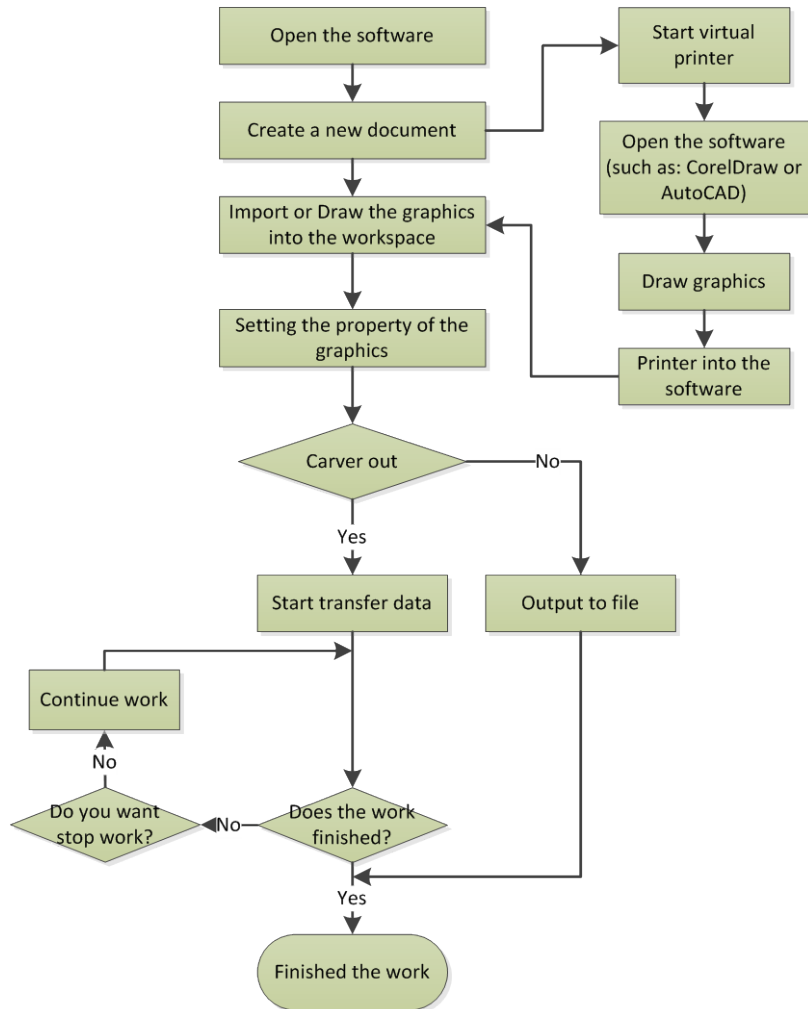 Open the software
Start virtual
printer
Create a new document
Open the software
(such as: CorelDraw or
AutoCAD)
Import or Draw the graphics
into the workspace
Draw graphics
Setting the property of the
graphics
Printer into the
software
Carver out
No
Yes
Start transfer data
Output to file
Continue work
No
Do you want
stop work?
No
Does the work
finished?
Yes
Finished the work